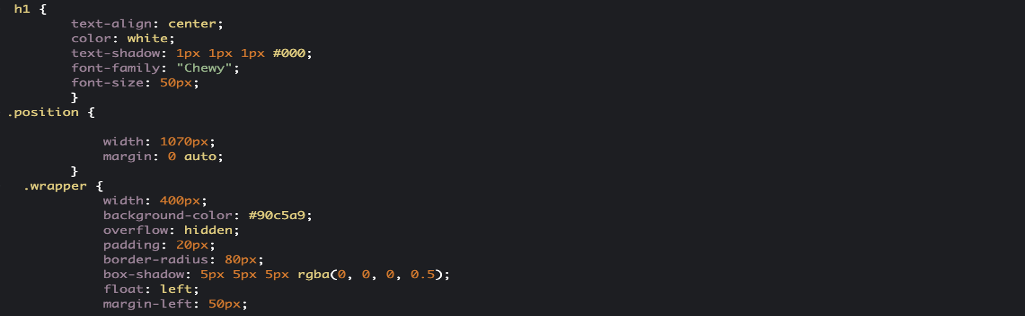 h1 {
text-align: center;
color: white;
text-shadow: 1px 1px 1px #000;
font-family: "Chewy";
font-size: 50px;
}
.position {
width: 1070px;
margin: 0 auto;
}
.wrapper {
width: 400px;
background-color: #90c5a9;
overflow: hidden;
padding: 20px;
border-radius: 80px;
box-shadow: 5px 5px 5px rgba(0, 0, 0, 0.5);
float: left;
margin-left: 50px;